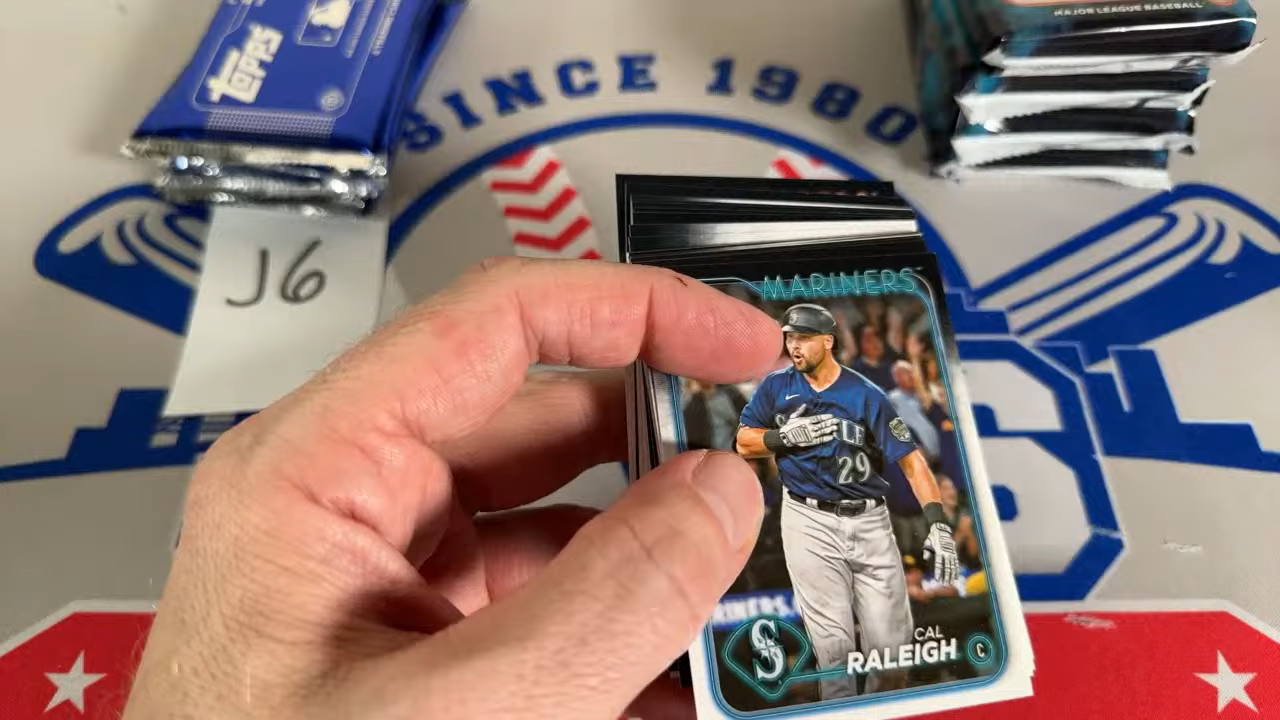 Topps
MAJOR LEAGUE BASEBALL
SINCE 1980
J6
MARINERS
29
S
CAL
RALEIGH
C